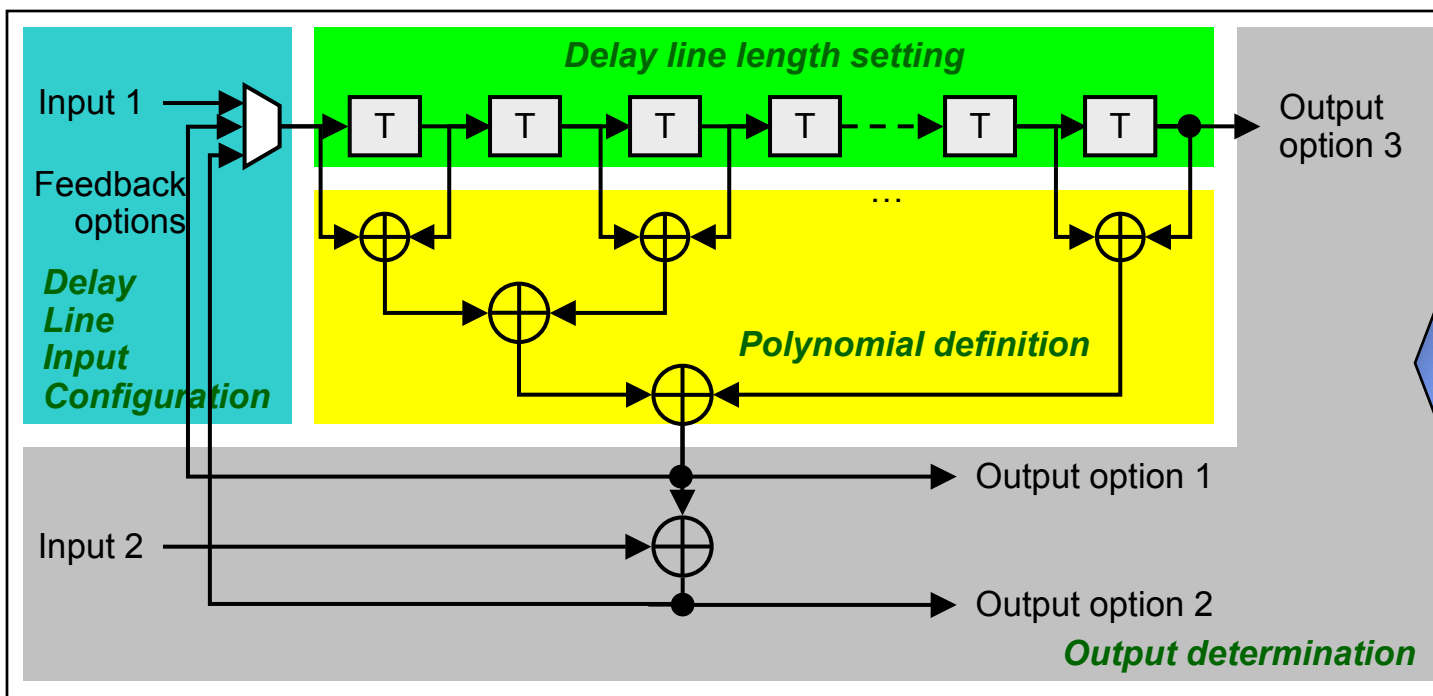 Delay line length setting
Input 1
T T T T T T
Output
option 3
Feedback
options
...
Delay
Line
Input
Configuration
Polynomial definition
Output option 1
Input 2
Output option 2
Output determination